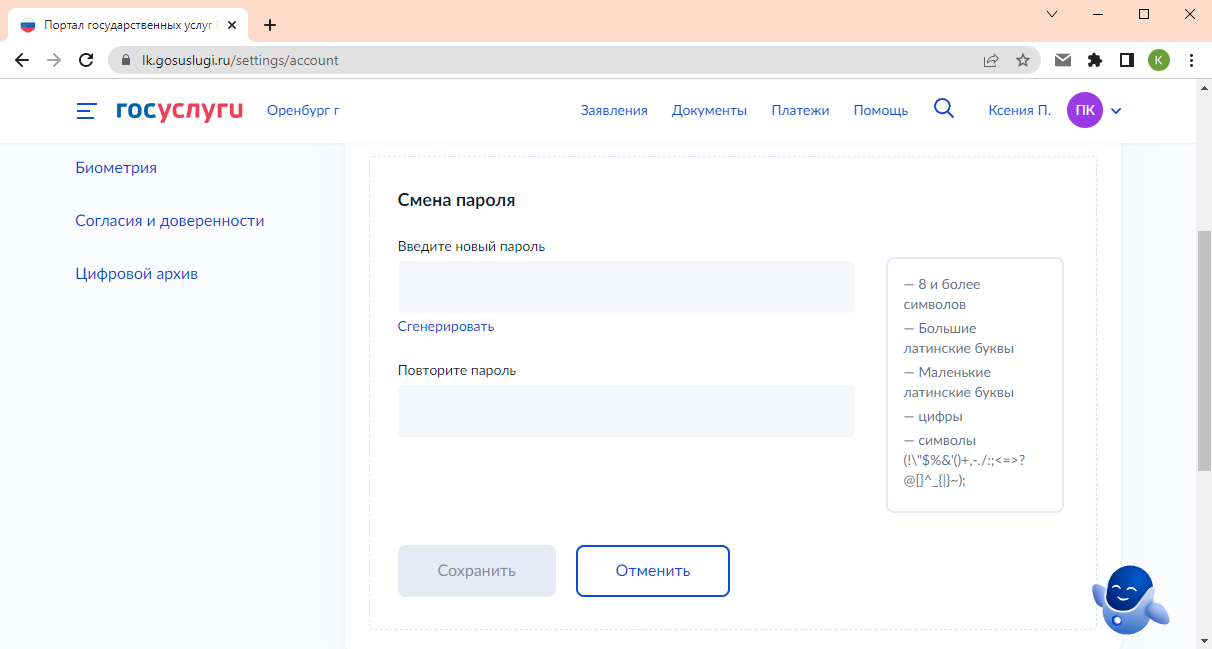 Портал государственных услуг
lk.gosuslugi.ru/settings/account
K
госуслуги
Оренбург г
Заявления
Документы
Платежи
Помощь
Ксения П.
ПК
Биометрия
Согласия и доверенности
Цифровой архив
Смена пароля
Введите новый пароль
Сгенерировать
Повторите пароль
— 8 и более
символов
— Большие
латинские буквы
— Маленькие
латинские буквы
— цифры
— символы
(!\"$%&'()+,-./:;<=>?
@[]^_{|}~);
Сохранить
Отменить